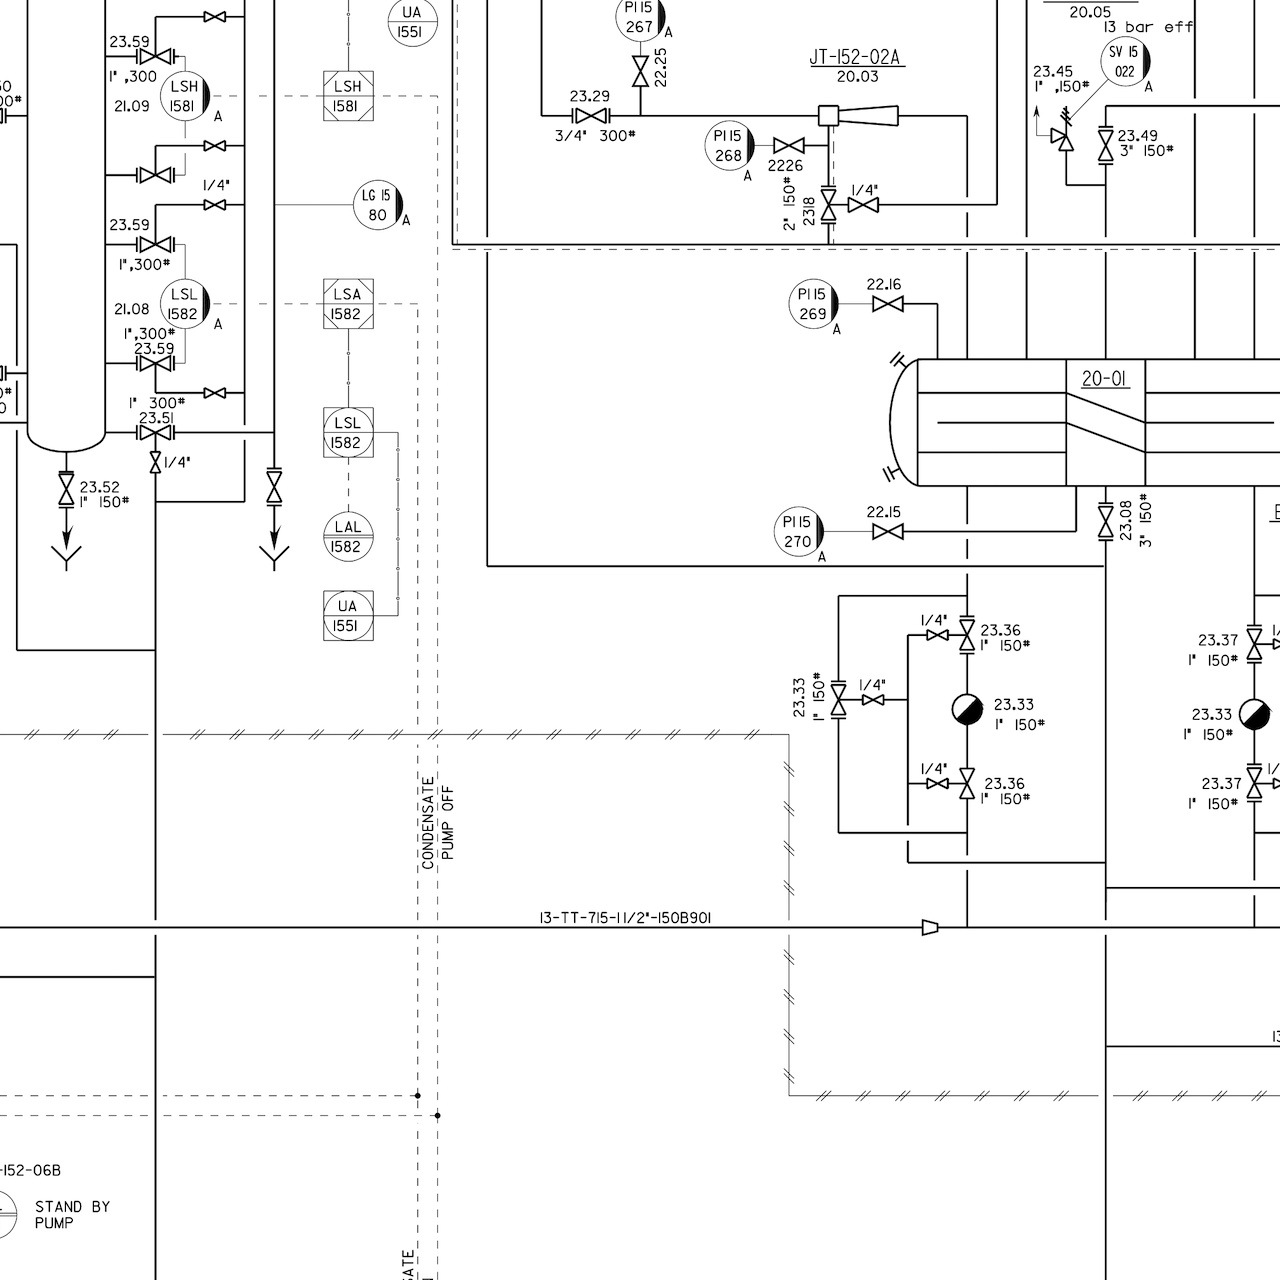 UA
1551
PI 15
267
A
22.25
JT-152-02A
20.03
20.05
13 bar eff
SV 15
022
A
23.45
1" ,150#
23.59
1" ,300
LSH
1581
21.09
A
LSH
1581
23.29
3/4" 300#
PI 15
268
A
2226
2" 150#
2318
1/4"
23.49
3" 150#
00#
1/4"
LG 15
80
A
23.59
1",300#
LSL
1582
21.08
A
1",300#
23.59
LSA
1582
PI 15
269
A
22.16
20-01
1" 300#
23.51
1/4"
LSL
1582
23.52
1" 150#
LAL
1582
PI 15
270
A
22.15
23.08
3" 150#
UA
1551
1/4"
23.36
1" 150#
23.37
1" 150#
23.33
1" 150#
1/4"
23.33
1" 150#
23.33
1" 150#
1/4"
23.36
1" 150#
23.37
1" 150#
CONDENSATE
PUMP OFF
13-TT-715-1 1/2"-150B901
-152-06B
STAND BY
PUMP